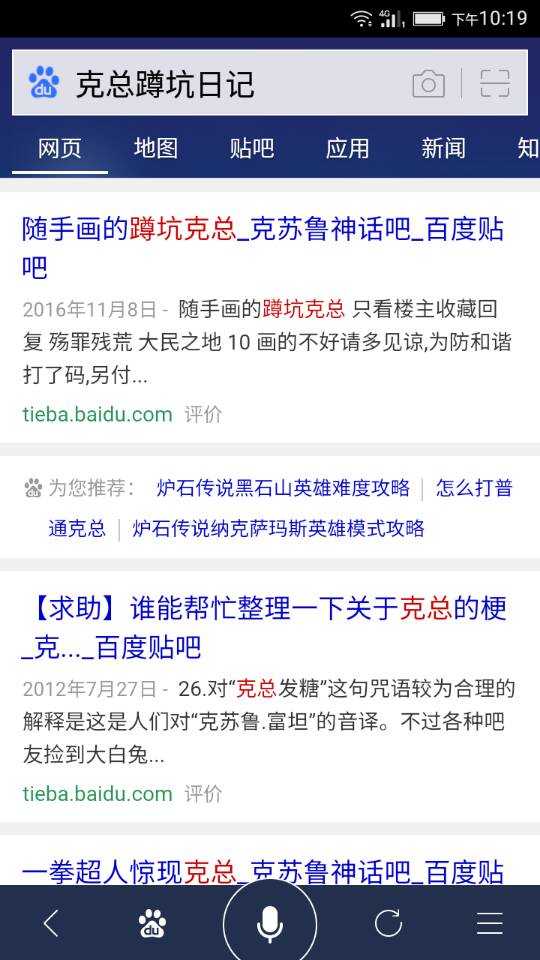 4G 下午10:19
du 克总蹲坑日记
网页 地图 贴吧 应用 新闻 知
随手画的蹲坑克总_克苏鲁神话吧_百度贴
吧
2016年11月8日 - 随手画的蹲坑克总 只看楼主收藏回
复 殇罪残荒 大民之地 10 画的不好请多见谅,为防和谐
打了码,另付...
tieba.baidu.com 评价
du 为您推荐: 炉石传说黑石山英雄难度攻略 | 怎么打普
通克总 | 炉石传说纳克萨玛斯英雄模式攻略
【求助】谁能帮忙整理一下关于克总的梗
_克..._百度贴吧
2012年7月27日 - 26.对“克总发糖”这句咒语较为合理的
解释是这是人们对“克苏鲁.富坦”的音译。不过各种吧
友捡到大白兔...
tieba.baidu.com 评价
一拳超人惊现克总_克苏鲁神话吧_百度贴
du